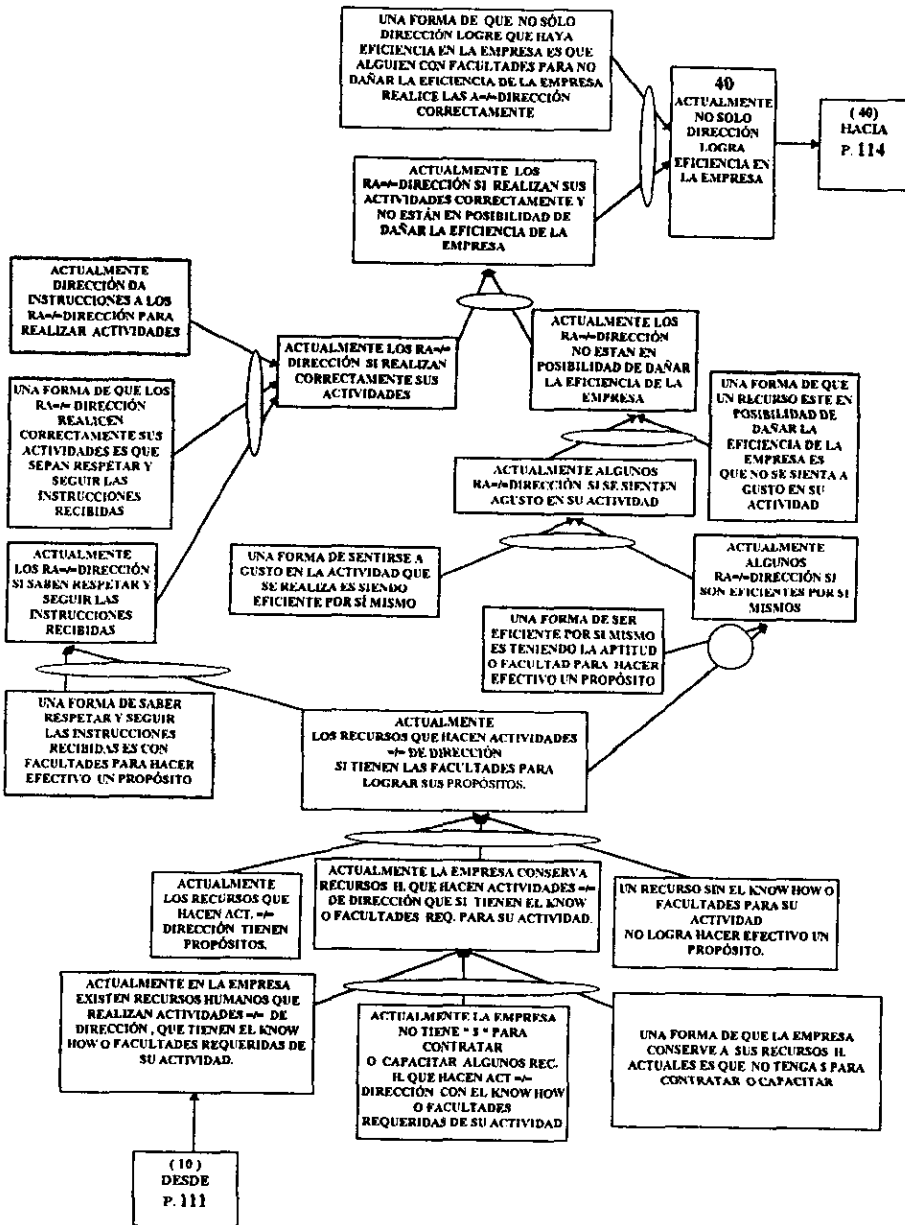 UNA FORMA DE QUE NO SÓLO
DIRECCIÓN LOGRE QUE HAYA
EFICIENCIA EN LA EMPRESA ES QUE
ALGUIEN CON FACULTADES PARA NO
DAÑAR LA EFICIENCIA DE LA EMPRESA
REALICE LAS A=/=DIRECCIÓN
CORRECTAMENTE
40
ACTUALMENTE
NO SOLO
DIRECCIÓN
LOGRA
EFICIENCIA EN
LA EMPRESA
( 40)
HACIA
P. 114
ACTUALMENTE LOS
RA=/=DIRECCIÓN SI REALIZAN SUS
ACTIVIDADES CORRECTAMENTE Y
NO ESTÁN EN POSIBILIDAD DE
DAÑAR LA EFICIENCIA DE LA
EMPRESA
ACTUALMENTE
DIRECCIÓN DA
INSTRUCCIONES A LOS
RA=/=DIRECCIÓN PARA
REALIZAR ACTIVIDADES
ACTUALMENTE LOS RA=/=
DIRECCIÓN SI REALIZAN
CORRECTAMENTE SUS
ACTIVIDADES
ACTUALMENTE LOS
RA=/=DIRECCIÓN
NO ESTAN EN
POSIBILIDAD DE DAÑAR
LA EFICIENCIA DE LA
EMPRESA
UNA FORMA DE QUE LOS
RA=/= DIRECCIÓN
REALICEN
CORRECTAMENTE SUS
ACTIVIDADES ES QUE
SEPAN RESPETAR Y
SEGUIR LAS
INSTRUCCIONES
RECIBIDAS
UNA FORMA DE QUE
UN RECURSO ESTE EN
POSIBILIDAD DE
DAÑAR LA
EFICIENCIA DE LA
EMPRESA ES
QUE NO SE SIENTA A
GUSTO EN SU
ACTIVIDAD
ACTUALMENTE ALGUNOS
RA=/=DIRECCIÓN SI SE SIENTEN
AGUSTO EN SU ACTIVIDAD
ACTUALMENTE
LOS RA=/=DIRECCIÓN
SI SABEN RESPETAR Y
SEGUIR LAS
INSTRUCCIONES
RECIBIDAS
UNA FORMA DE SENTIRSE A
GUSTO EN LA ACTIVIDAD QUE
SE REALIZA ES SIENDO
EFICIENTE POR SÍ MISMO
ACTUALMENTE
ALGUNOS
RA=/=DIRECCIÓN SI
SON EFICIENTES POR SI
MISMOS
UNA FORMA DE SER
EFICIENTE POR SI MISMO
ES TENIENDO LA APTITUD
O FACULTAD PARA HACER
EFECTIVO UN PROPÓSITO
UNA FORMA DE SABER
RESPETAR Y SEGUIR
LAS INSTRUCCIONES
RECIBIDAS ES CON
FACULTADES PARA HACER
EFECTIVO UN PROPÓSITO
ACTUALMENTE
LOS RECURSOS QUE HACEN ACTIVIDADES
=/= DE DIRECCIÓN
SI TIENEN LAS FACULTADES PARA
LOGRAR SUS PROPÓSITOS.
ACTUALMENTE
LOS RECURSOS QUE
HACEN ACT. =/=
DIRECCIÓN TIENEN
PROPÓSITOS.
ACTUALMENTE LA EMPRESA CONSERVA
RECURSOS H. QUE HACEN ACTIVIDADES =/=
DE DIRECCIÓN QUE SI TIENEN EL KNOW
O FACULTADES REQ. PARA SU ACTIVIDAD.
UN RECURSO SIN EL KNOW HOW O
FACULTADES PARA SU
ACTIVIDAD
NO LOGRA HACER EFECTIVO UN
PROPÓSITO.
ACTUALMENTE EN LA EMPRESA
EXISTEN RECURSOS HUMANOS QUE
REALIZAN ACTIVIDADES =/= DE
DIRECCIÓN , QUE TIENEN EL KNOW
HOW O FACULTADES REQUERIDAS DE
SU ACTIVIDAD.
ACTUALMENTE LA EMPRESA
NO TIENE " $ " PARA
CONTRATAR
O CAPACITAR ALGUNOS REC.
H. QUE HACEN ACT =/=
DIRECCIÓN CON EL KNOW HOW
O FACULTADES
REQUERIDAS DE SU ACTIVIDAD
UNA FORMA DE QUE LA EMPRESA
CONSERVE A SUS RECURSOS H.
ACTUALES ES QUE NO TENGA $ PARA
CONTRATAR O CAPACITAR
( 10 )
DESDE
P. 111